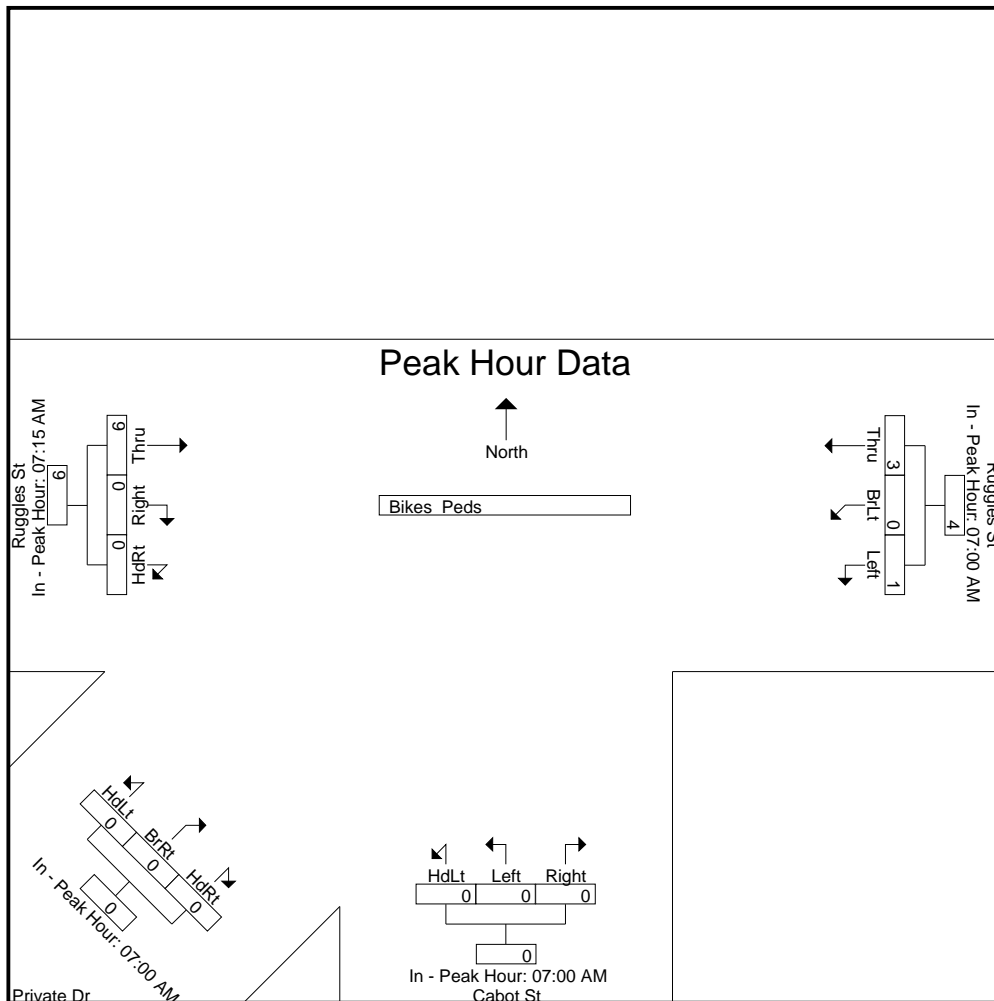 Peak Hour Data
North
Bikes Peds
Ruggles St
In - Peak Hour: 07:15 AM
6
6
0
0
Thru
Right
HdRt
Ruggles St
In - Peak Hour: 07:00 AM
4
3
0
1
Thru
BrLt
Left
HdLt
BrRt
HdRt
0
0
0
0
In - Peak Hour: 07:00 AM
Private Dr
HdLt Left Right
0 0 0
0
In - Peak Hour: 07:00 AM
Cabot St